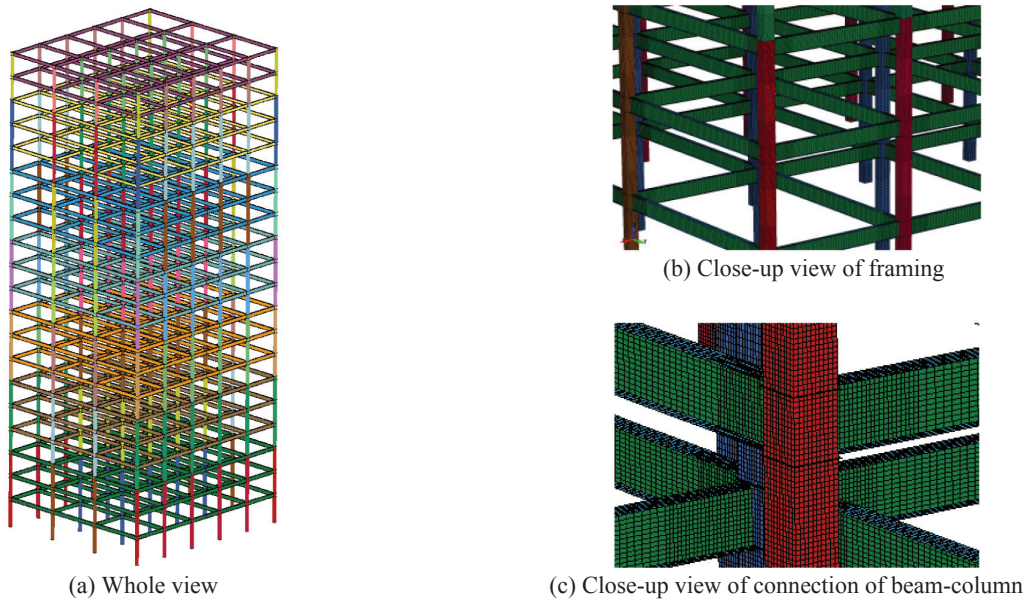 (a) Whole view
(b) Close-up view of framing
(c) Close-up view of connection of beam-column